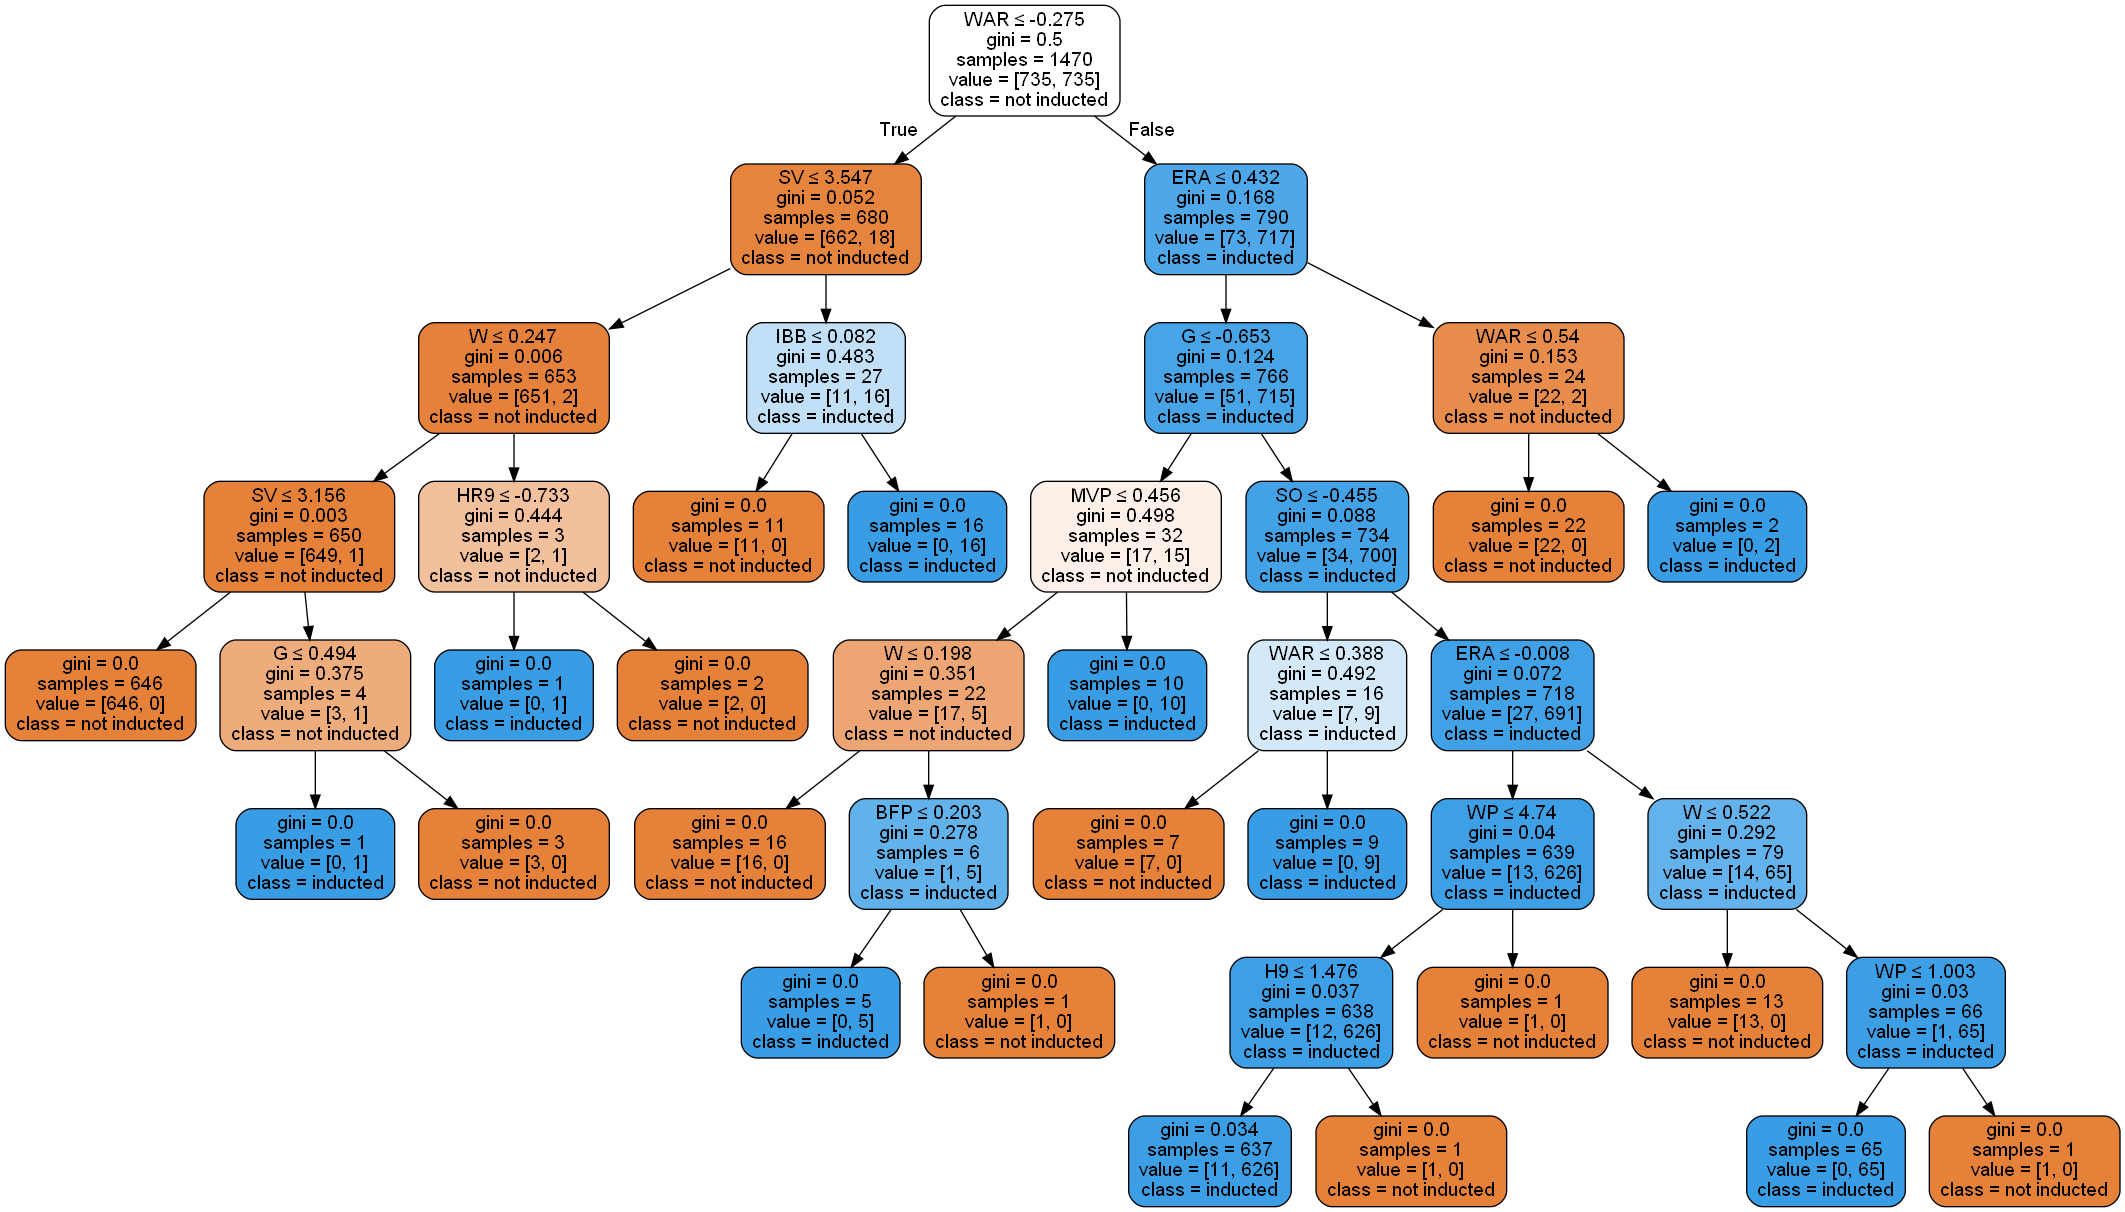 WAR ≤ -0.275
gini = 0.5
samples = 1470
value = [735, 735]
class = not inducted
True
False
SV ≤ 3.547
gini = 0.052
samples = 680
value = [662, 18]
class = not inducted
ERA ≤ 0.432
gini = 0.168
samples = 790
value = [73, 717]
class = inducted
W ≤ 0.247
gini = 0.006
samples = 653
value = [651, 2]
class = not inducted
IBB ≤ 0.082
gini = 0.483
samples = 27
value = [11, 16]
class = inducted
G ≤ -0.653
gini = 0.124
samples = 766
value = [51, 715]
class = inducted
WAR ≤ 0.54
gini = 0.153
samples = 24
value = [22, 2]
class = not inducted
SV ≤ 3.156
gini = 0.003
samples = 650
value = [649, 1]
class = not inducted
HR9 ≤ -0.733
gini = 0.444
samples = 3
value = [2, 1]
class = not inducted
gini = 0.0
samples = 11
value = [11, 0]
class = not inducted
gini = 0.0
samples = 16
value = [0, 16]
class = inducted
MVP ≤ 0.456
gini = 0.498
samples = 32
value = [17, 15]
class = not inducted
SO ≤ -0.455
gini = 0.088
samples = 734
value = [34, 700]
class = inducted
gini = 0.0
samples = 22
value = [22, 0]
class = not inducted
gini = 0.0
samples = 2
value = [0, 2]
class = inducted
gini = 0.0
samples = 646
value = [646, 0]
class = not inducted
G ≤ 0.494
gini = 0.375
samples = 4
value = [3, 1]
class = not inducted
gini = 0.0
samples = 1
value = [0, 1]
class = inducted
gini = 0.0
samples = 2
value = [2, 0]
class = not inducted
W ≤ 0.198
gini = 0.351
samples = 22
value = [17, 5]
class = not inducted
gini = 0.0
samples = 10
value = [0, 10]
class = inducted
WAR ≤ 0.388
gini = 0.492
samples = 16
value = [7, 9]
class = inducted
ERA ≤ -0.008
gini = 0.072
samples = 718
value = [27, 691]
class = inducted
gini = 0.0
samples = 1
value = [0, 1]
class = inducted
gini = 0.0
samples = 3
value = [3, 0]
class = not inducted
gini = 0.0
samples = 16
value = [16, 0]
class = not inducted
BFP ≤ 0.203
gini = 0.278
samples = 6
value = [1, 5]
class = inducted
gini = 0.0
samples = 7
value = [7, 0]
class = not inducted
gini = 0.0
samples = 9
value = [0, 9]
class = inducted
WP ≤ 4.74
gini = 0.04
samples = 639
value = [13, 626]
class = inducted
W ≤ 0.522
gini = 0.292
samples = 79
value = [14, 65]
class = inducted
gini = 0.0
samples = 5
value = [0, 5]
class = inducted
gini = 0.0
samples = 1
value = [1, 0]
class = not inducted
H9 ≤ 1.476
gini = 0.037
samples = 638
value = [12, 626]
class = inducted
gini = 0.0
samples = 1
value = [1, 0]
class = not inducted
gini = 0.0
samples = 13
value = [13, 0]
class = not inducted
WP ≤ 1.003
gini = 0.03
samples = 66
value = [1, 65]
class = inducted
gini = 0.034
samples = 637
value = [11, 626]
class = inducted
gini = 0.0
samples = 1
value = [1, 0]
class = not inducted
gini = 0.0
samples = 65
value = [0, 65]
class = inducted
gini = 0.0
samples = 1
value = [1, 0]
class = not inducted